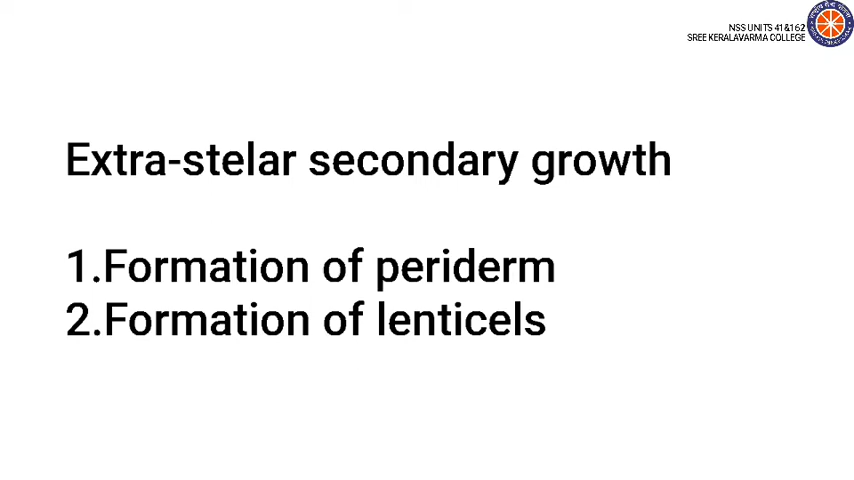 NSS UNITS 41&162
SREE KERALAVARMA COLLEGE
Extra-stelar secondary growth
1.Formation of periderm
2.Formation of lenticels